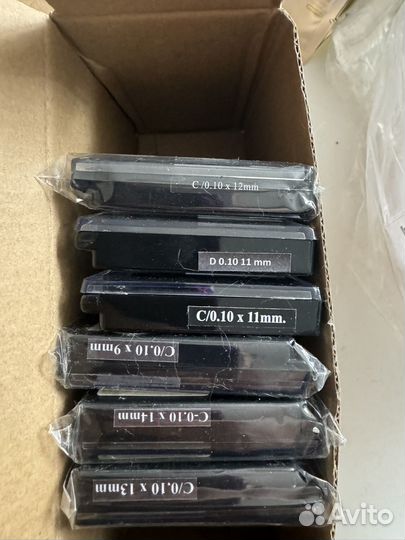 C /0.10 x 12mm
D 0.10 11 mm
C/0.10 x 11mm.
C/0.10 x 9mm
C-0.10 x 14mm
C/0.10 x 13mm
Avito